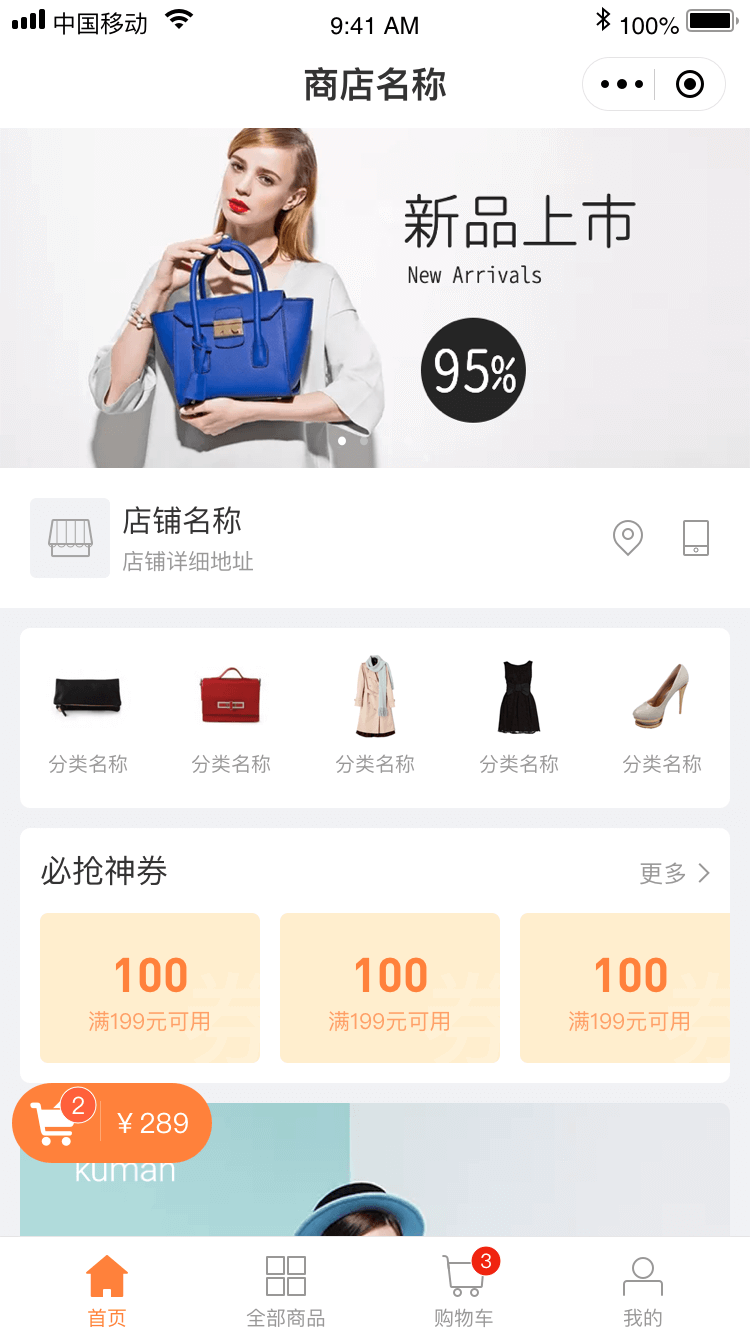 中国移动
9:41 AM
100%
商店名称
新品上市
New Arrivals
95%
店铺名称
店铺详细地址
分类名称 分类名称 分类名称 分类名称 分类名称
必抢神券
更多
100 100 100
满199元可用 满199元可用 满199元可用
券 券 券
2
¥ 289
kuman
3
首页 全部商品 购物车 我的